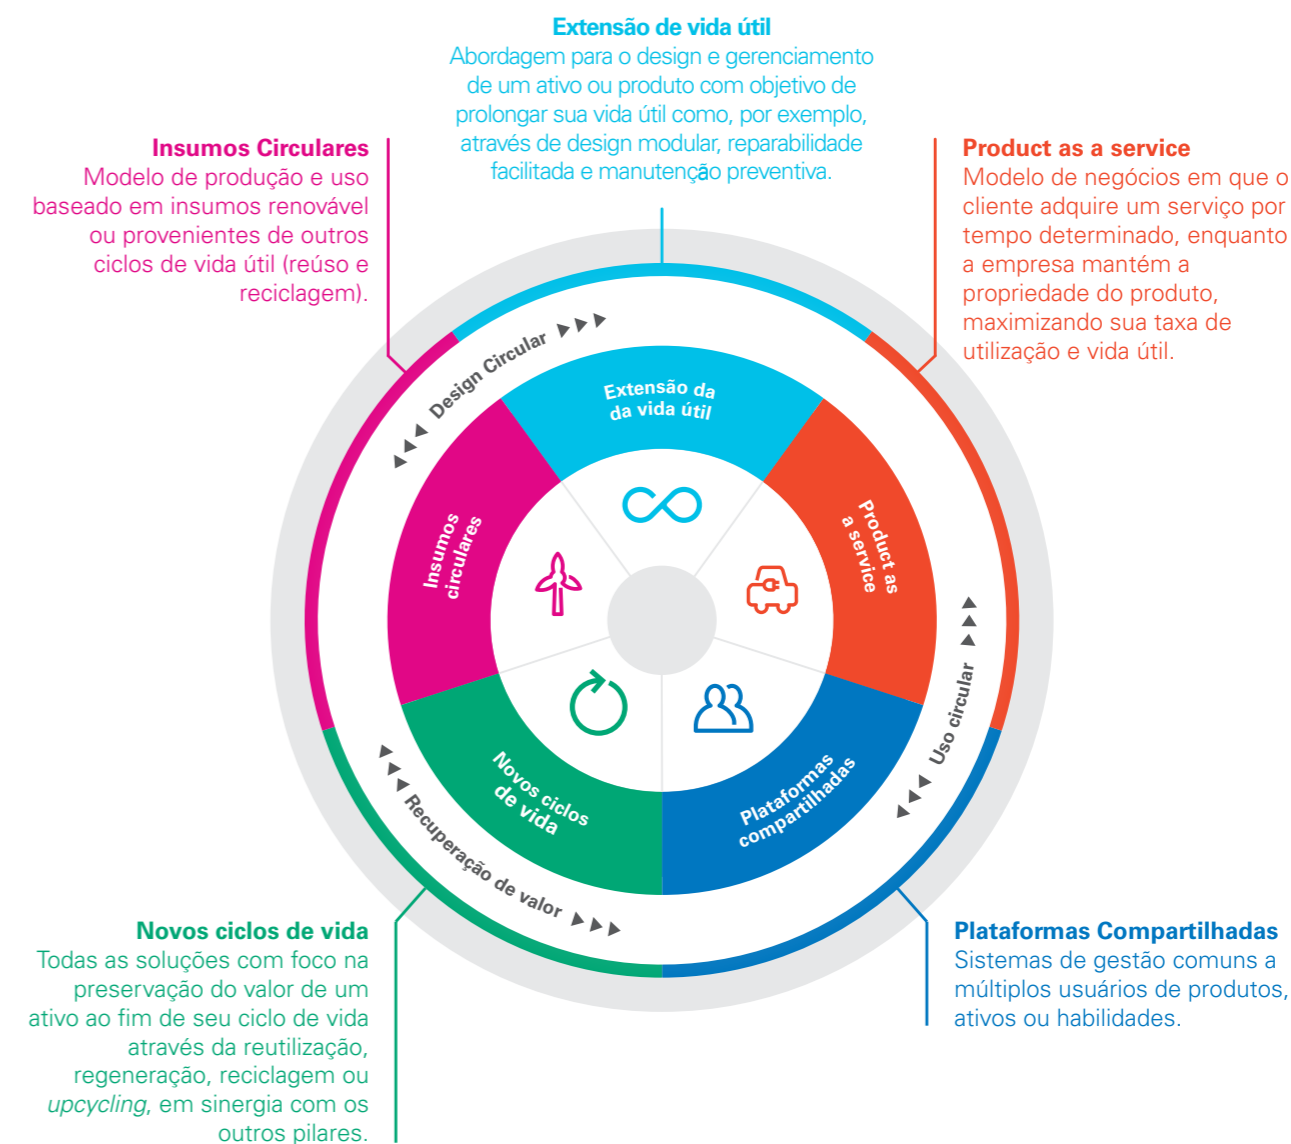 Extensão de vida útil
Abordagem para o design e gerenciamento
de um ativo ou produto com objetivo de
prolongar sua vida útil como, por exemplo,
através de design modular, reparabilidade
facilitada e manutenção preventiva.
Insumos Circulares
Modelo de produção e uso
baseado em insumos renovável
ou provenientes de outros
ciclos de vida útil (reúso e
reciclagem).
Product as a service
Modelo de negócios em que o
cliente adquire um serviço por
tempo determinado, enquanto
a empresa mantém a
propriedade do produto,
maximizando sua taxa de
utilização e vida útil.
Design Circular
Extensão da
da vida útil
Insumos
circulares
Product as
a service
Uso circular
Novos ciclos
de vida
Plataformas
compartilhadas
Recuperação de valor
Novos ciclos de vida
Todas as soluções com foco na
preservação do valor de um
ativo ao fim de seu ciclo de vida
através da reutilização,
regeneração, reciclagem ou
upcycling, em sinergia com os
outros pilares.
Plataformas Compartilhadas
Sistemas de gestão comuns a
múltiplos usuários de produtos,
ativos ou habilidades.